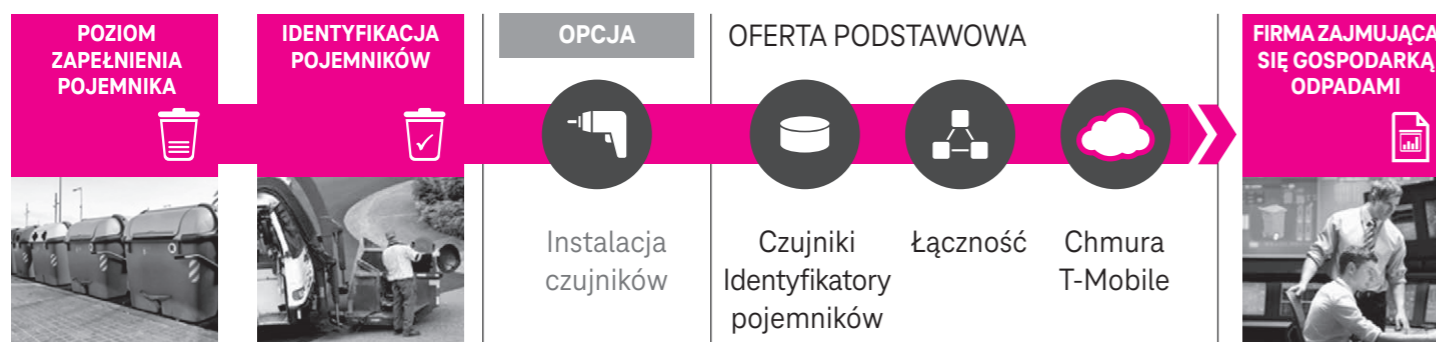 POZIOM
ZAPEŁNIENIA
POJEMNIKA
IDENTYFIKACJA
POJEMNIKÓW
OPCJA
Instalacja
czujników
OFERTA PODSTAWOWA
Czujniki
Identyfikatory
pojemników
Łączność
Chmura
T-Mobile
FIRMA ZAJMUJĄCA
SIĘ GOSPODARKĄ
ODPADAMI